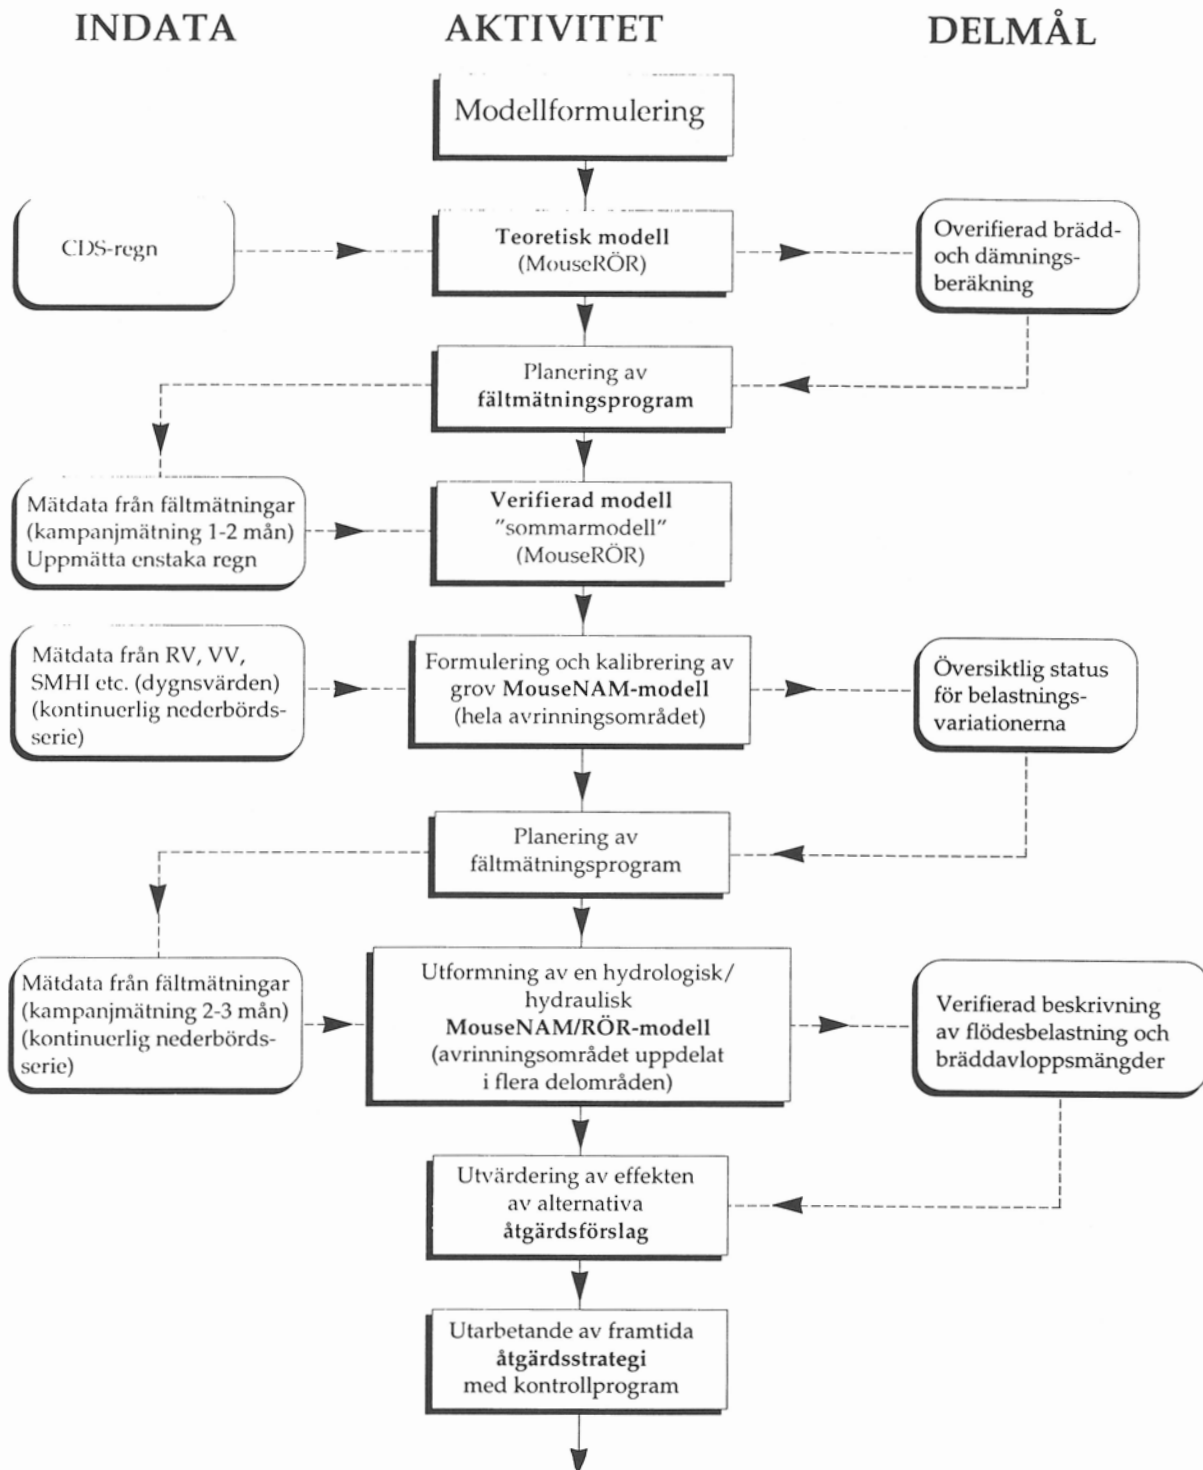 INDATA
AKTIVITET
DELMÅL
Modellformulering
CDS-regn
Teoretisk modell
(MouseRÖR)
Overifierad brädd-
och dämnings-
beräkning
Planering av
fältmätningsprogram
Mätdata från fältmätningar
(kampanjmätning 1-2 mån)
Uppmätta enstaka regn
Verifierad modell
"sommarmodell"
(MouseRÖR)
Mätdata från RV, VV,
SMHI etc. (dygnsvärden)
(kontinuerlig nederbörds-
serie)
Formulering och kalibrering av
grov MouseNAM-modell
(hela avrinningsområdet)
Översiktlig status
för belastnings-
variationerna
Planering av
fältmätningsprogram
Mätdata från fältmätningar
(kampanjmätning 2-3 mån)
(kontinuerlig nederbörds-
serie)
Utformning av en hydrologisk/
hydraulisk
MouseNAM/RÖR-modell
(avrinningsområdet uppdelat
i flera delområden)
Verifierad beskrivning
av flödesbelastning och
bräddavloppsmängder
Utvärdering av effekten
av alternativa
åtgärdsförslag
Utarbetande av framtida
åtgärdsstrategi
med kontrollprogram